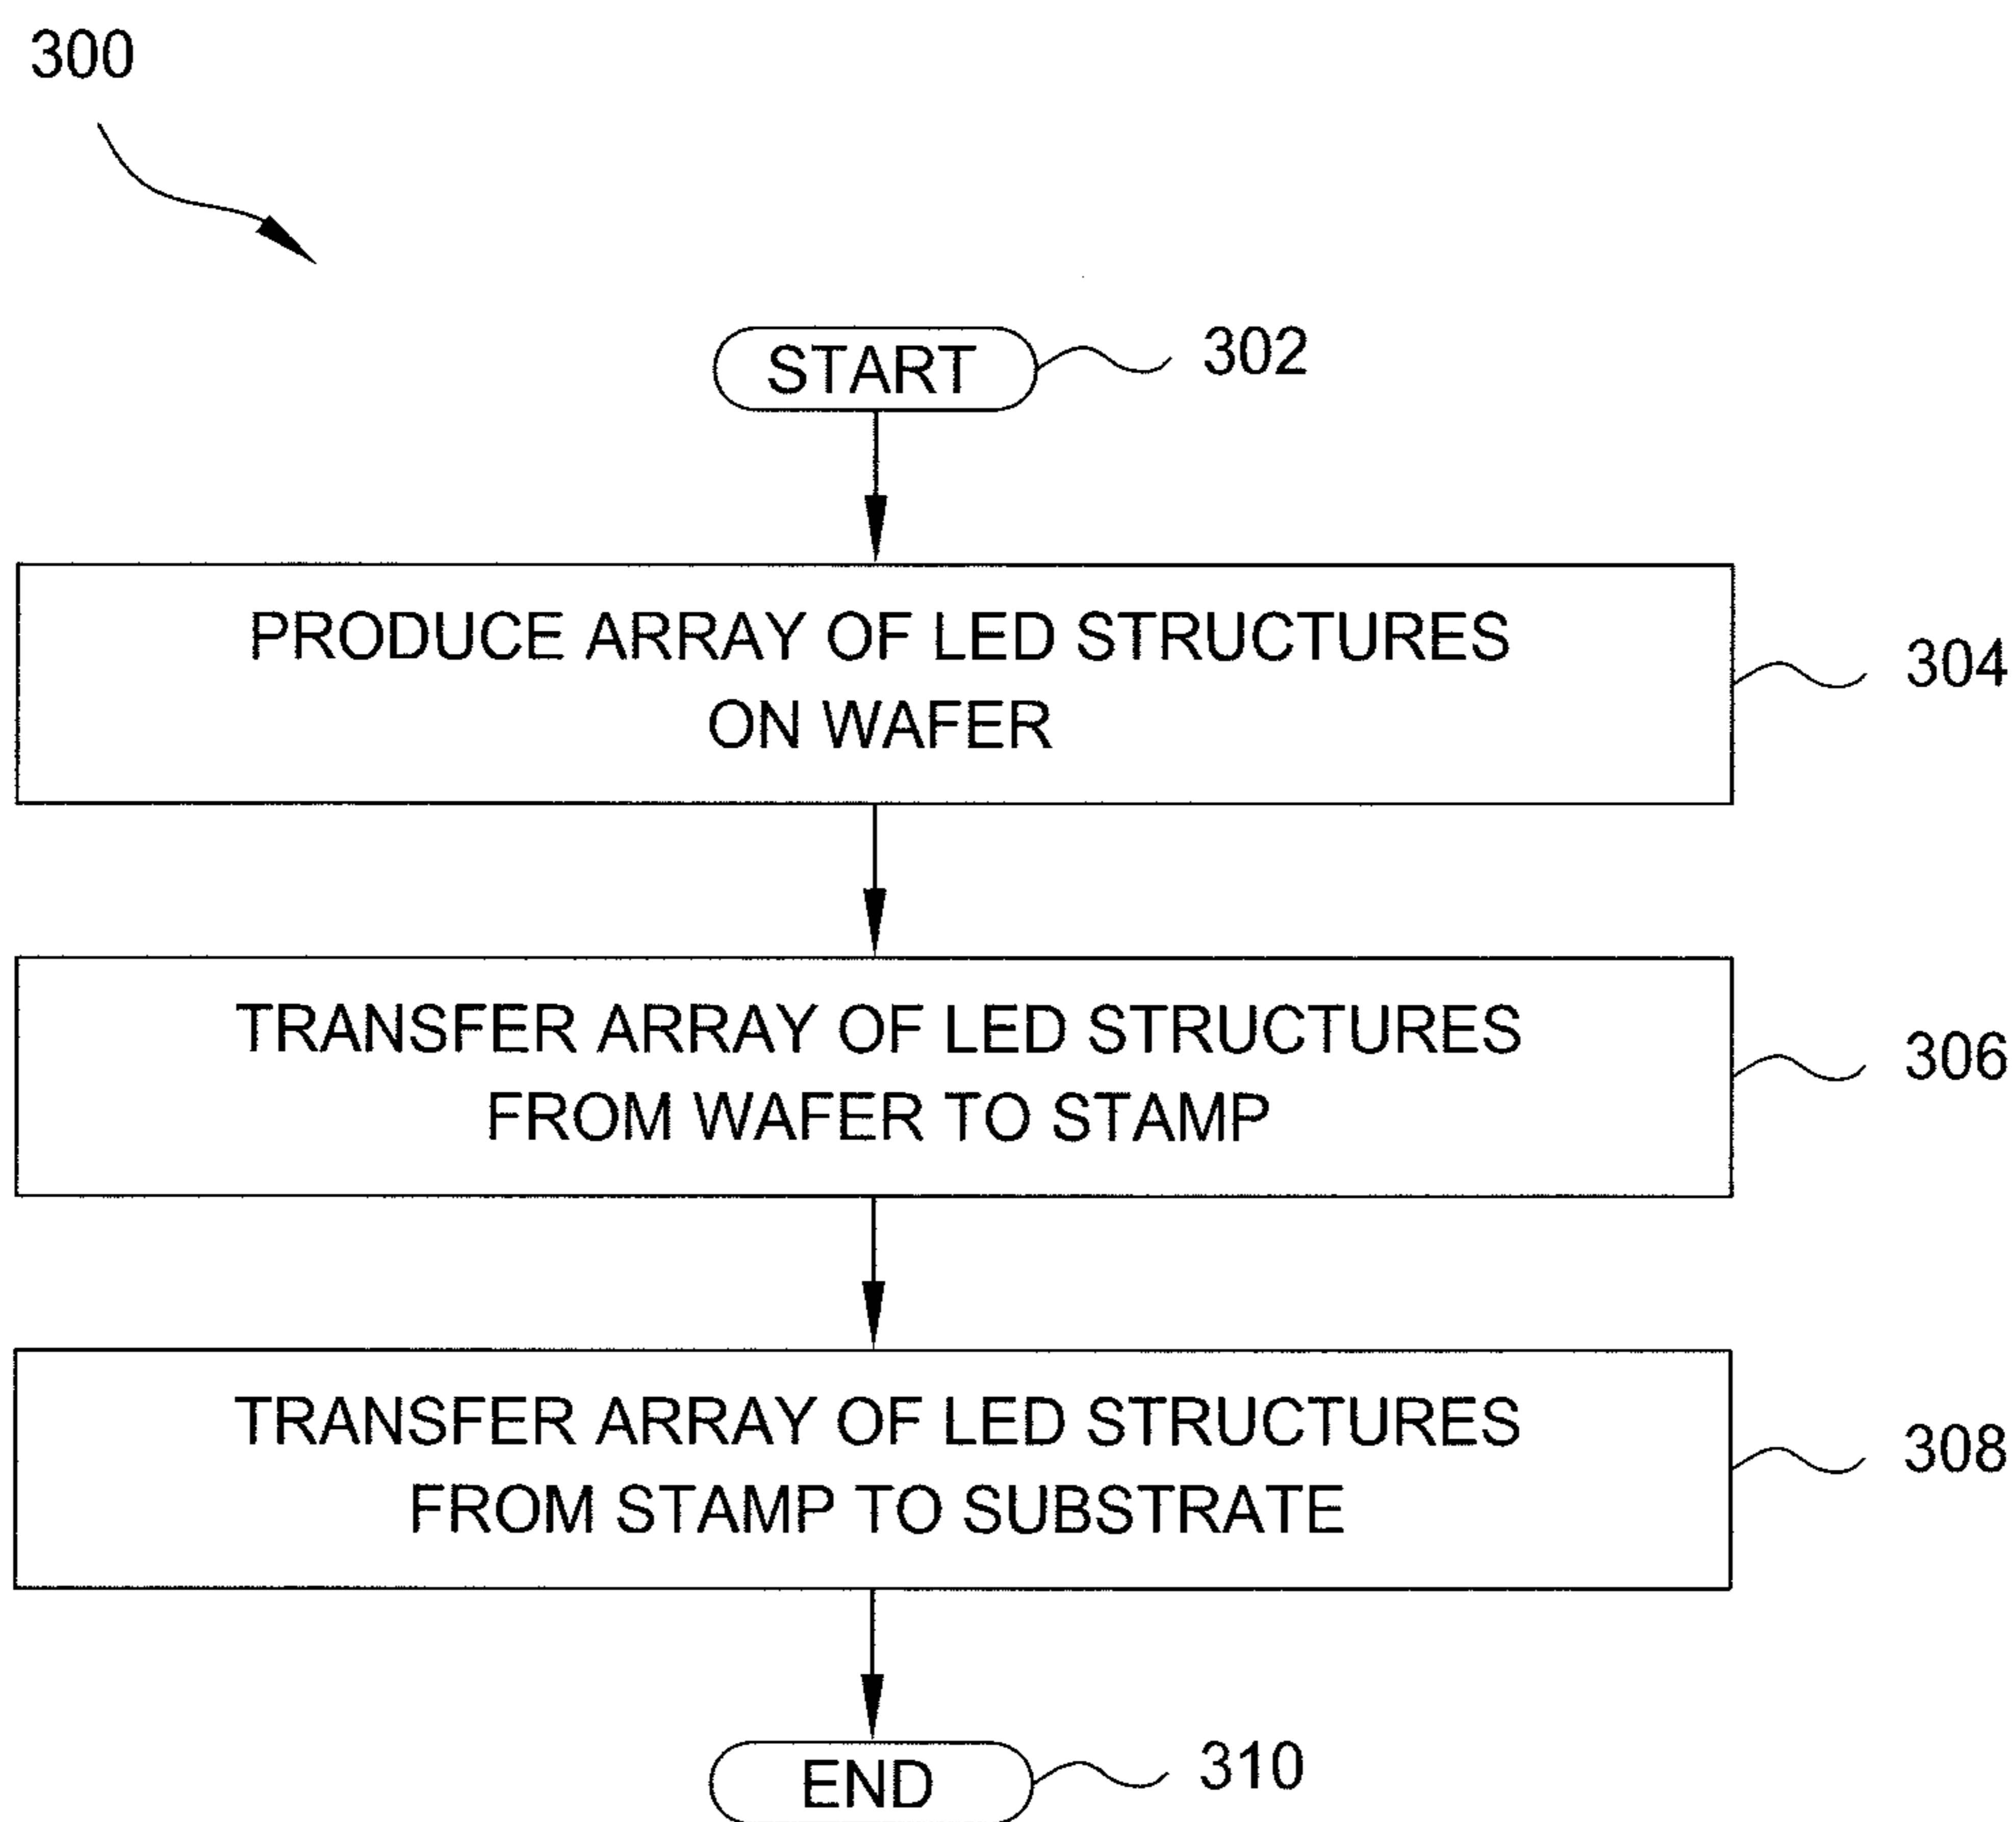 300
START
302
PRODUCE ARRAY OF LED STRUCTURES
ON WAFER
304
TRANSFER ARRAY OF LED STRUCTURES
FROM WAFER TO STAMP
306
TRANSFER ARRAY OF LED STRUCTURES
FROM STAMP TO SUBSTRATE
308
END
310